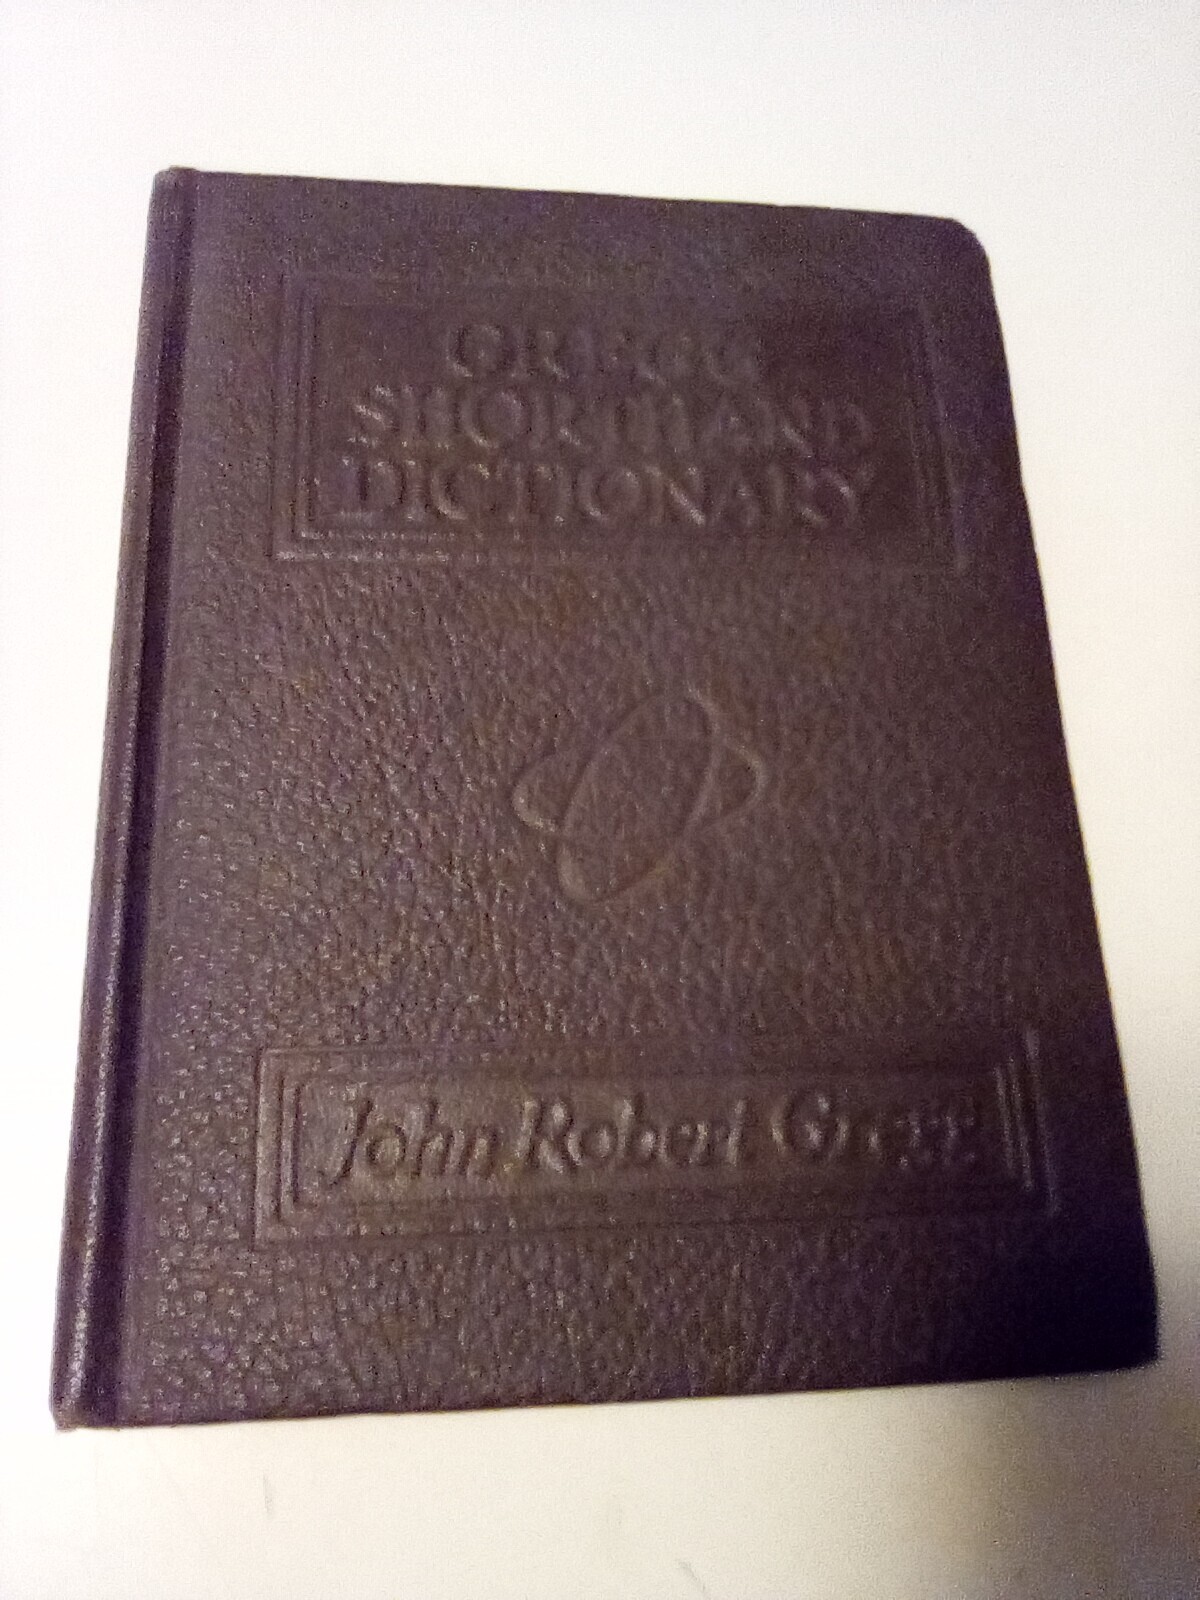 GREGG
SHORTHAND
DICTIONARY
John Robert Gregg